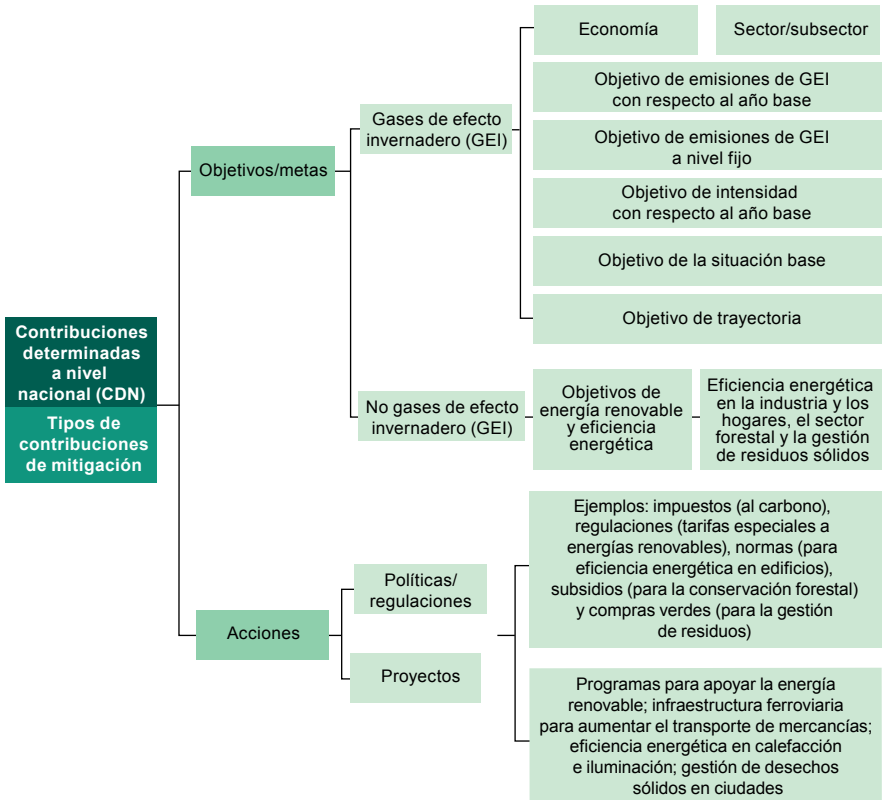 Contribuciones
determinadas
a nivel
nacional (CDN)
Tipos de
contribuciones
de mitigación
Objetivos/metas
Gases de efecto
invernadero (GEI)
Economía
Sector/subsector
Objetivo de emisiones de GEI
con respecto al año base
Objetivo de emisiones de GEI
a nivel fijo
Objetivo de intensidad
con respecto al año base
Objetivo de la situación base
Objetivo de trayectoria
No gases de efecto
invernadero (GEI)
Objetivos de
energía renovable
y eficiencia
energética
Eficiencia energética
en la industria y los
hogares, el sector
forestal y la gestión
de residuos sólidos
Acciones
Políticas/
regulaciones
Proyectos
Ejemplos: impuestos (al carbono),
regulaciones (tarifas especiales a
energías renovables), normas (para
eficiencia energética en edificios),
subsidios (para la conservación forestal)
y compras verdes (para la gestión
de residuos)
Programas para apoyar la energía
renovable; infraestructura ferroviaria
para aumentar el transporte de mercancías;
eficiencia energética en calefacción
e iluminación; gestión de desechos
sólidos en ciudades